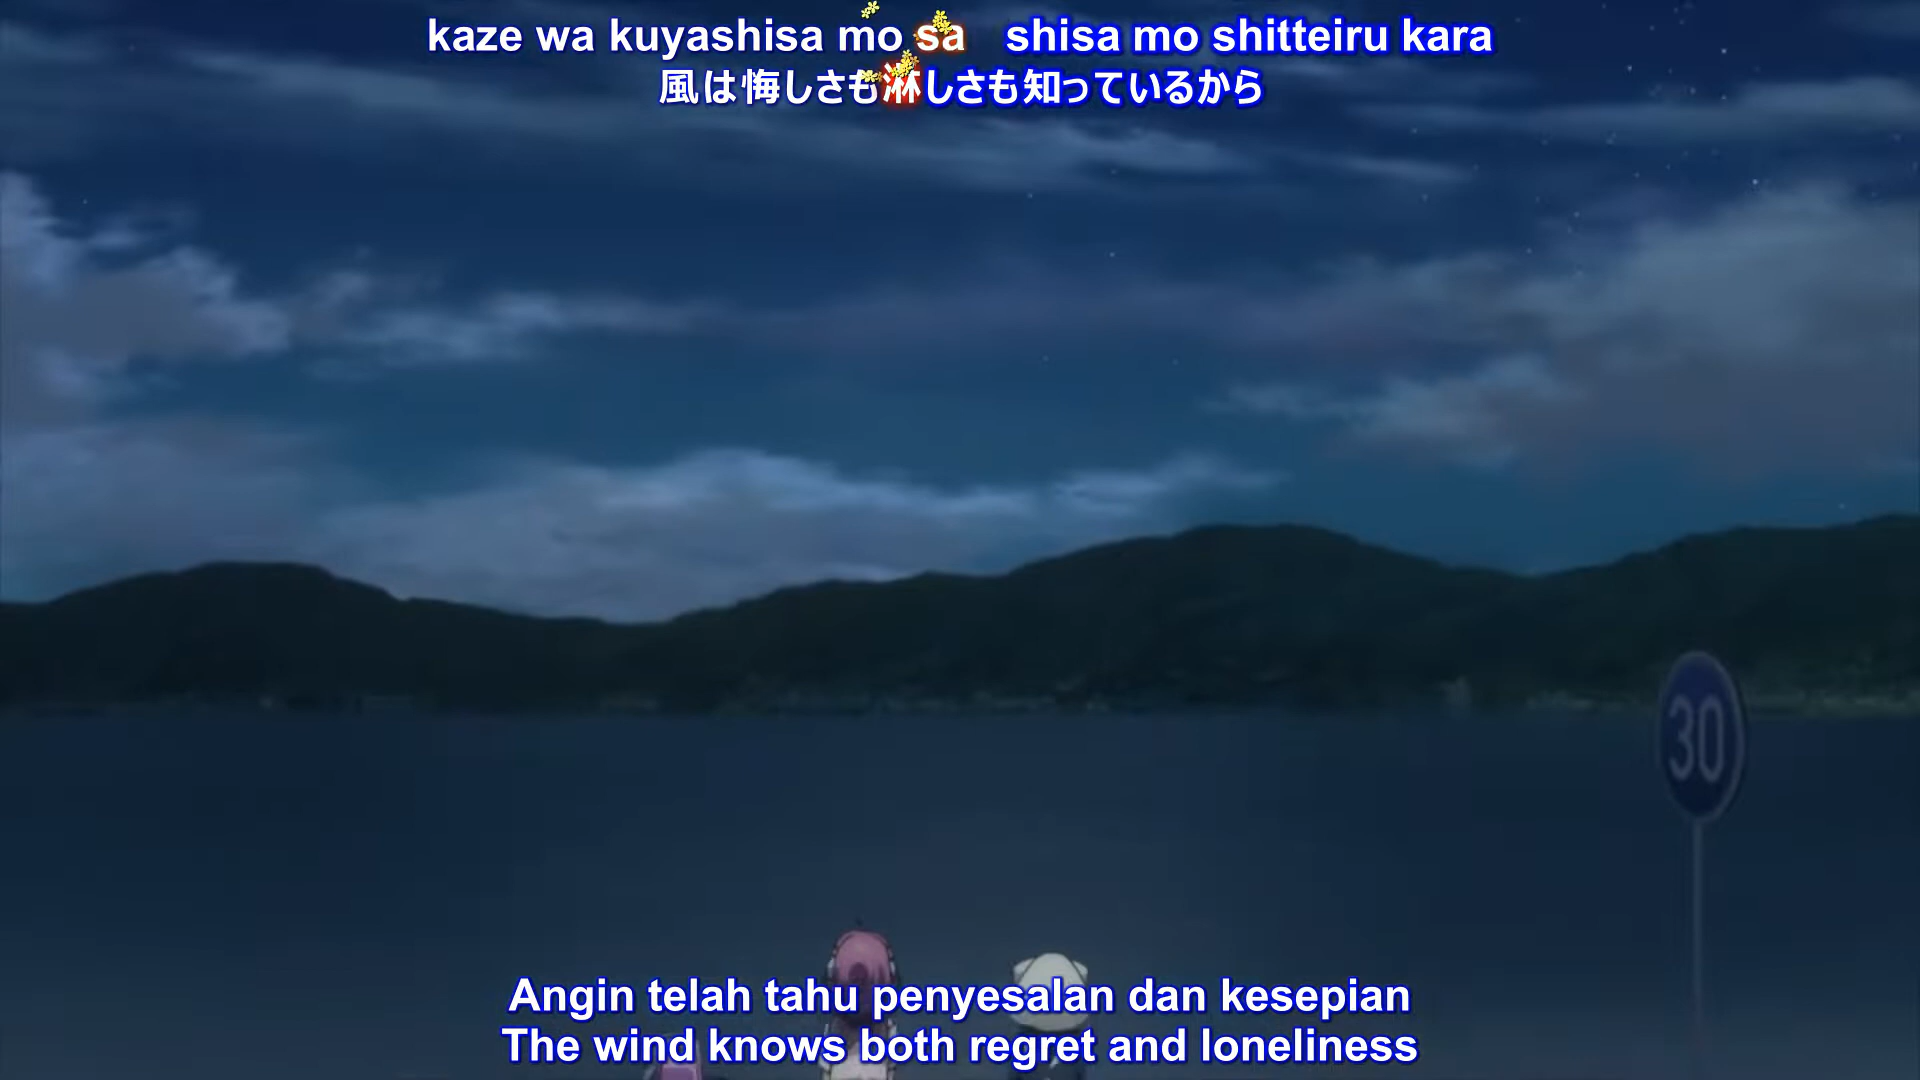 kaze wa kuyashisa mo sa shisa mo shitteiru kara
風は悔しさも淋しさも知っているから
30
Angin telah tahu penyesalan dan kesepian
The wind knows both regret and loneliness